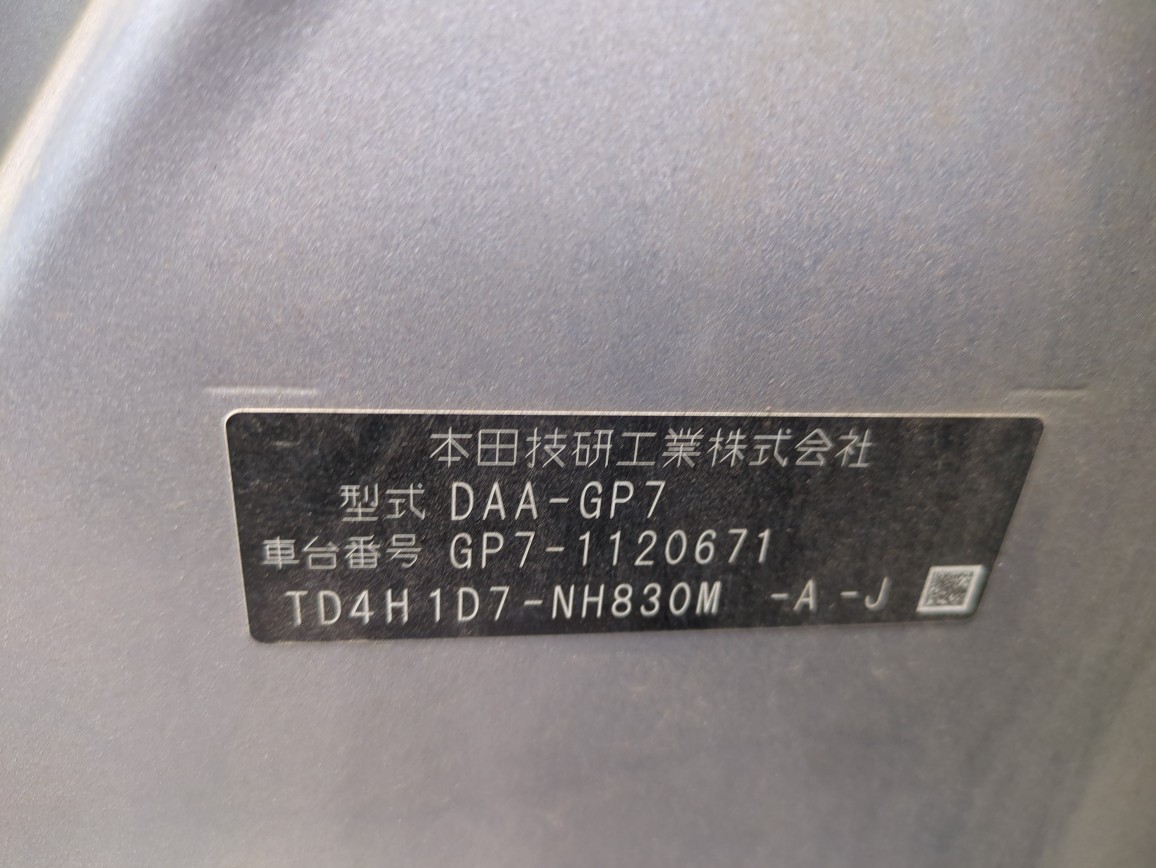 本田技研工業株式会社
型式 DAA-GP7
車台番号 GP7-1120671
TD4H1D7-NH830M -A-J